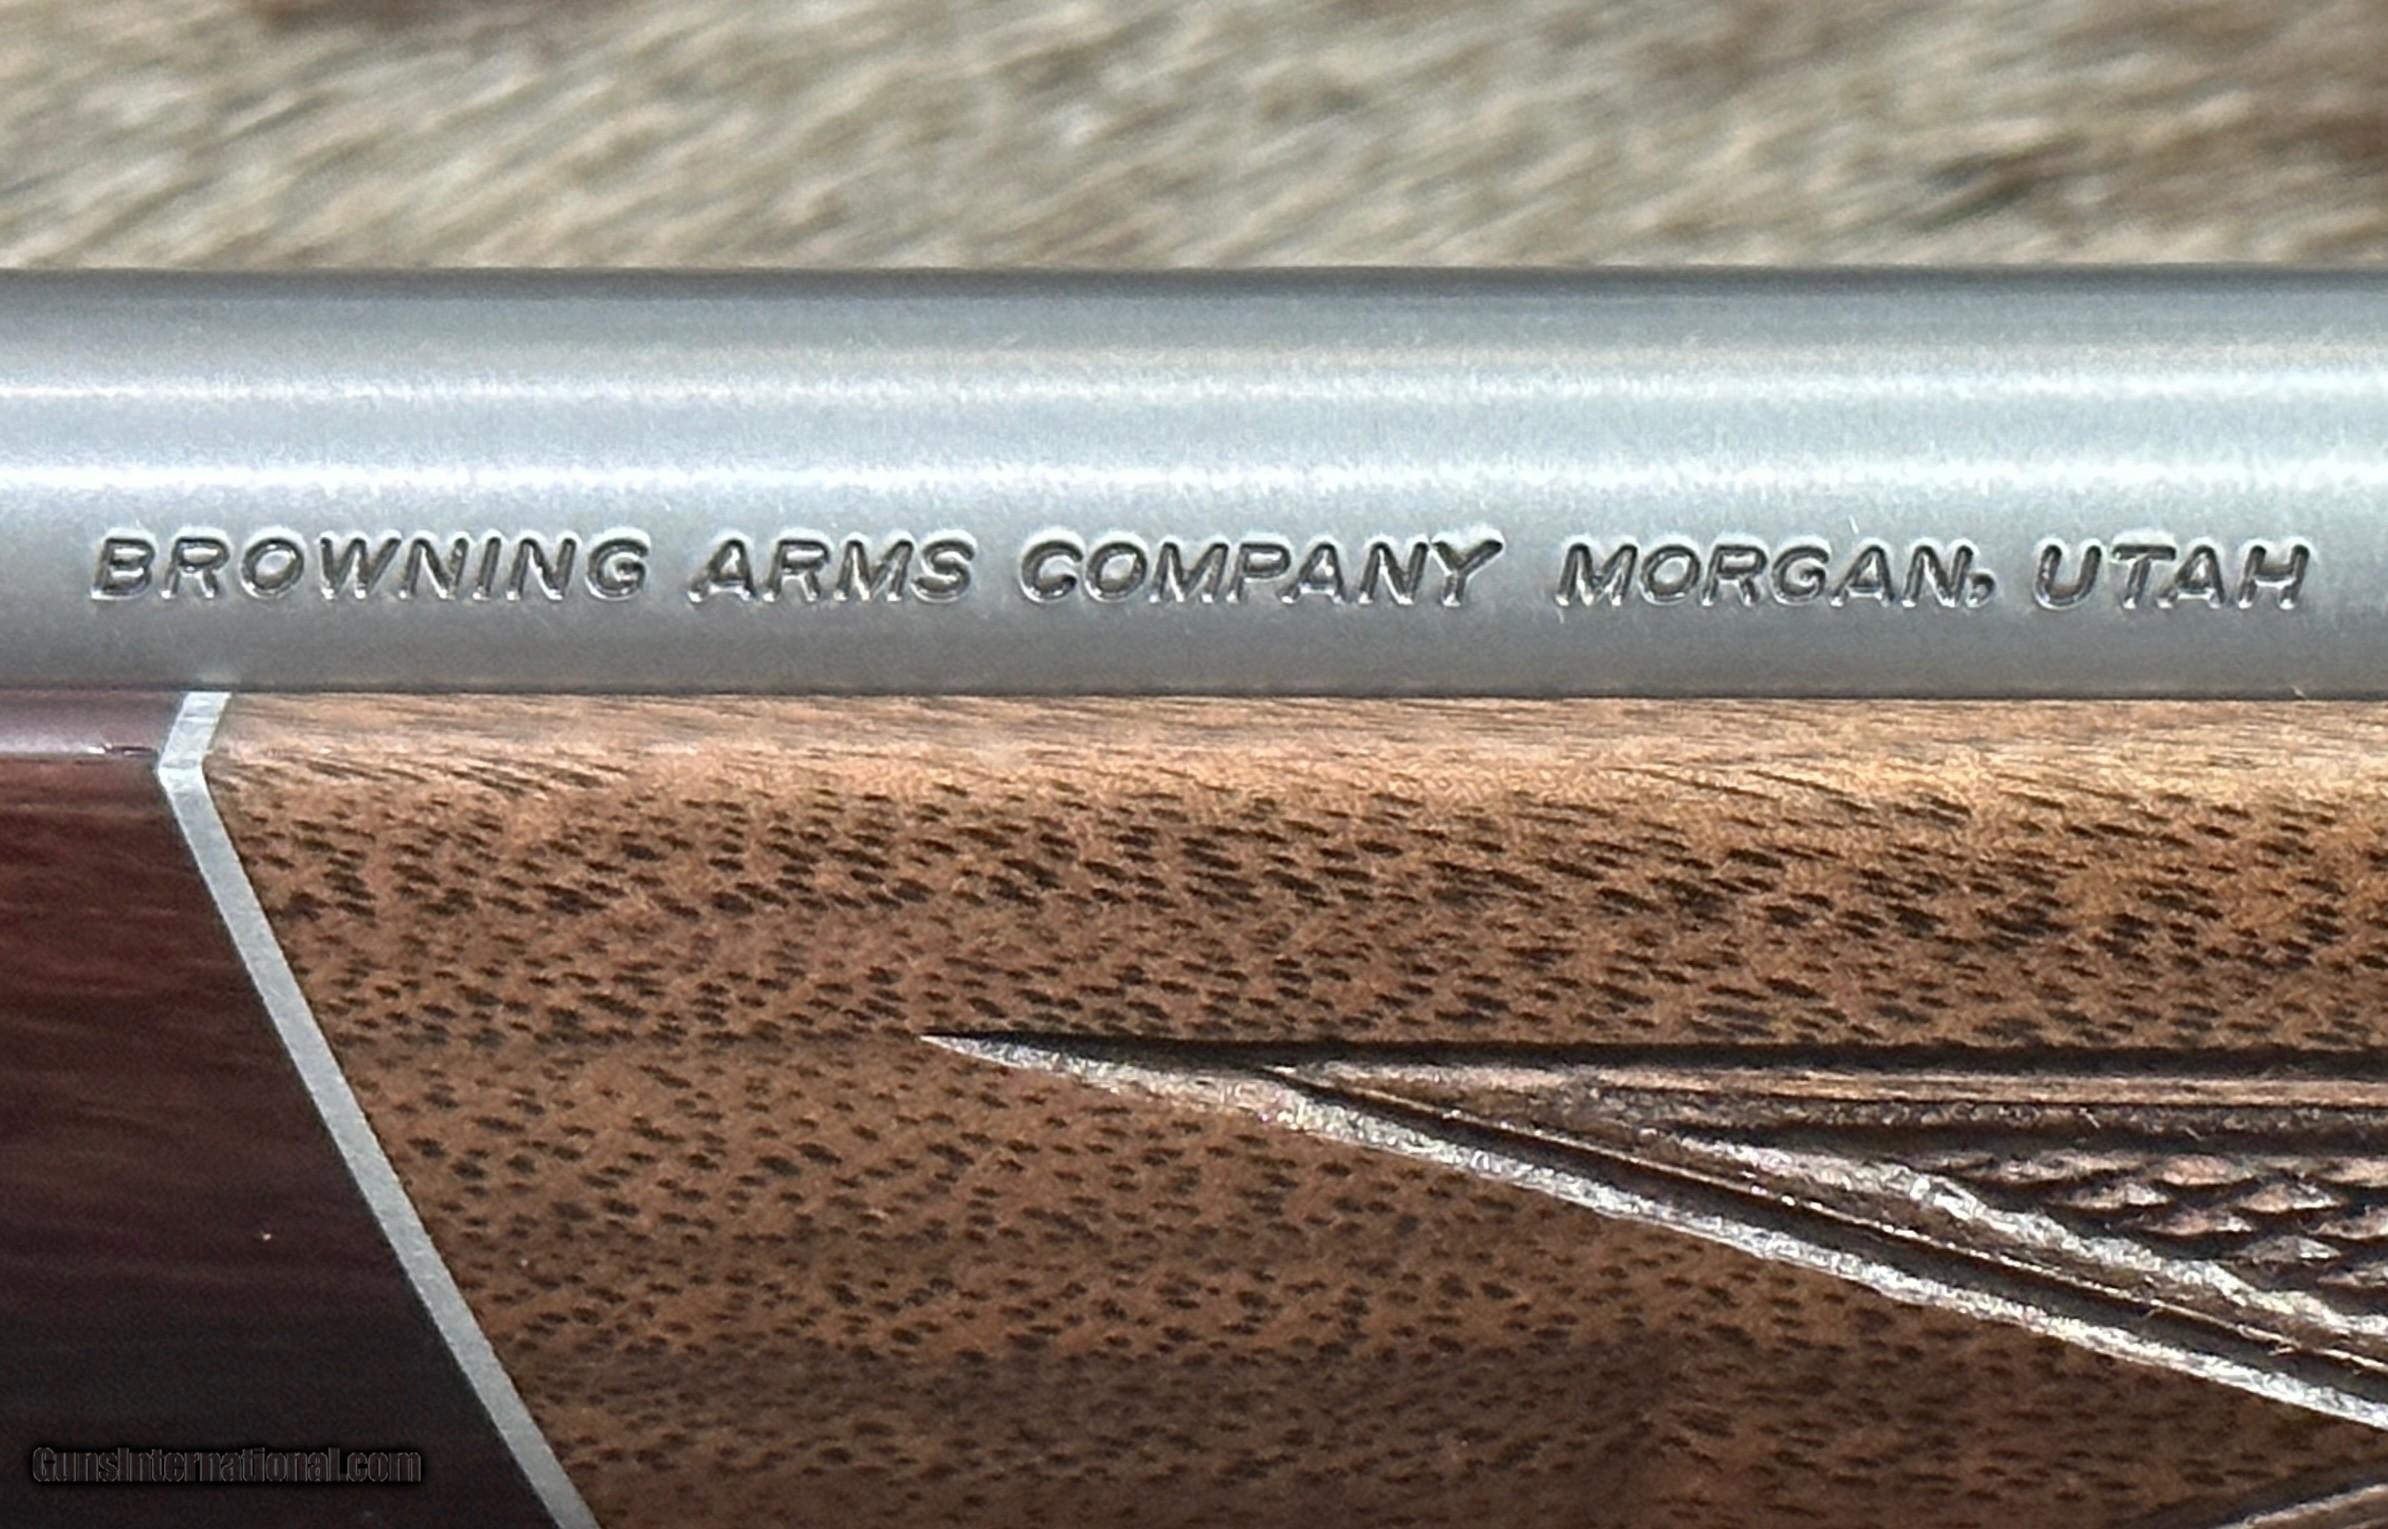 BROWNING ARMS COMPANY MORGAN, UTAH
GunsInternational.com